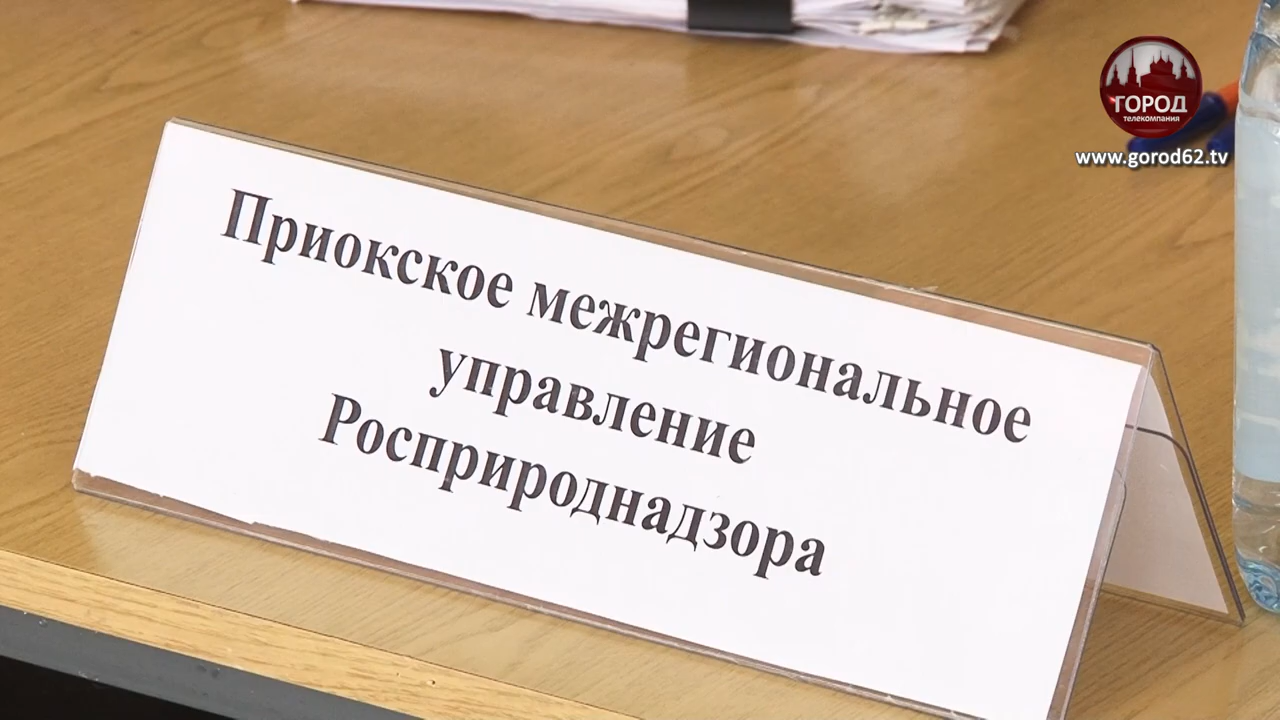 ГОРОД
телекомпания
www.gorod62.tv
Приокское межрегиональное
управление
Росприроднадзора